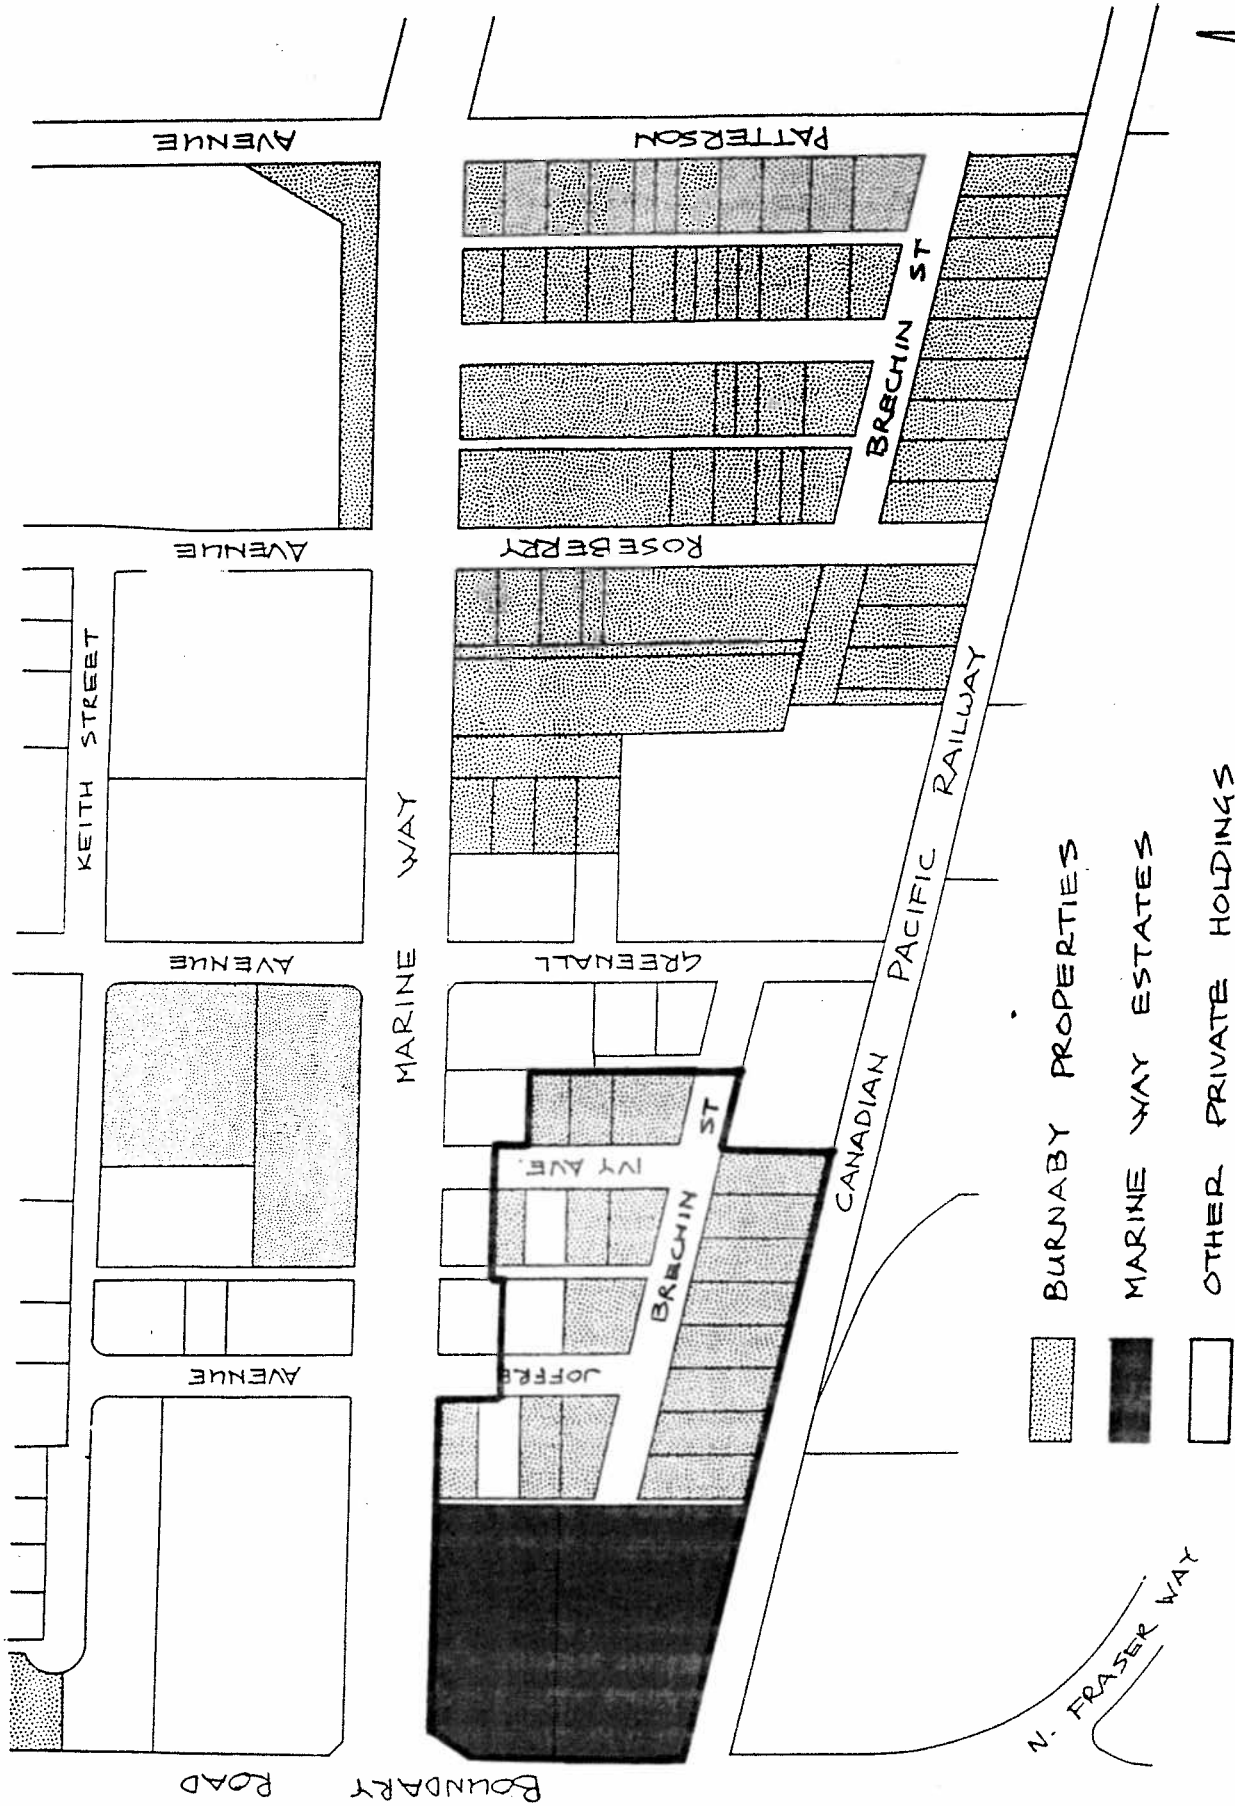 AVENUE
PATTERSON
BRECHIN ST
AVENUE
ROSEBERRY
KEITH STREET
MARINE WAY
AVENUE
GREENALL
CANADIAN PACIFIC RAILWAY
IVY AVE.
BRECHIN ST
AVENUE
JOFFRE
BOUNDARY ROAD
N. FRASER WAY
BURNABY PROPERTIES
MARINE WAY ESTATES
OTHER PRIVATE HOLDINGS